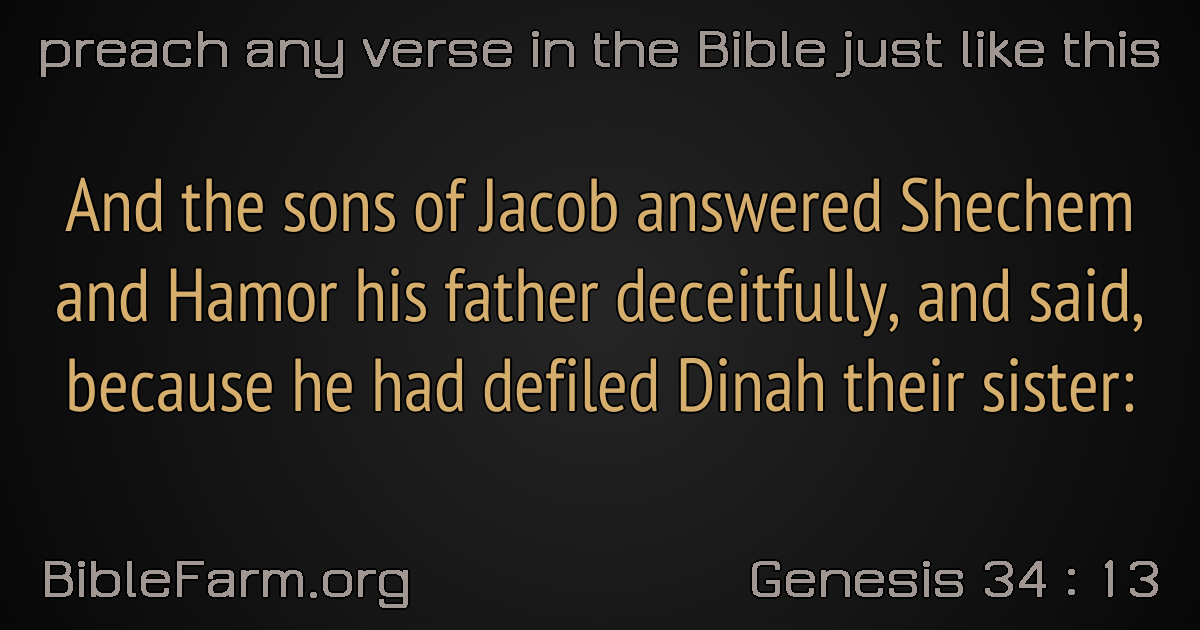 preach any verse in the Bible just like this
And the sons of Jacob answered Shechem
and Hamor his father deceitfully, and said,
because he had defiled Dinah their sister:
BibleFarm.org
Genesis 34 : 13